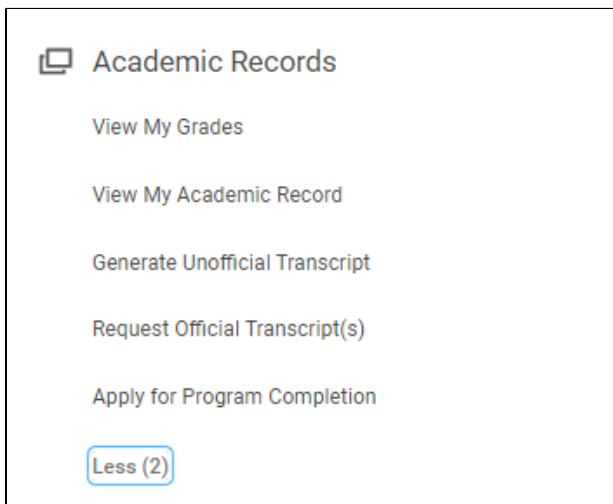 Academic Records
View My Grades
View My Academic Record
Generate Unofficial Transcript
Request Official Transcript(s)
Apply for Program Completion
Less (2)